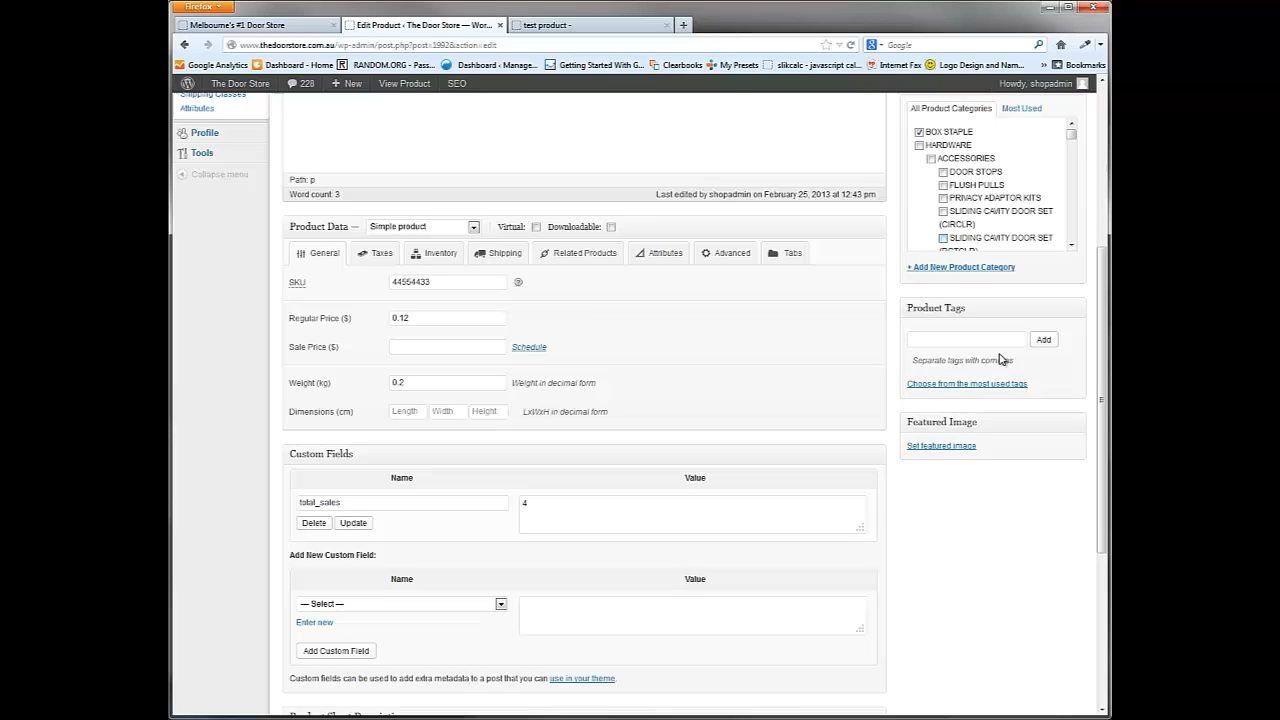 Firefox
Melbourne's #1 Door Store
Edit Product ‹ The Door Store — Wor...
test product -
www.thedoorstore.com.au/wp-admin/post.php?post=1992&action=edit
Google
Google Analytics
Dashboard - Home
RANDOM.ORG - Pass...
Dashboard ‹ Manage...
Getting Started With G...
Clearbooks
My Presets
slikcalc - javascript cal...
Internet Fax
Logo Design and Nam...
»
Bookmarks
The Door Store
228
+ New
View Product
SEO
Howdy, shopadmin
Shipping Classes
Attributes
Profile
Tools
Collapse menu
Path: p
Word count: 3
Last edited by shopadmin on February 25, 2013 at 12:43 pm
Product Data —
Simple product
Virtual:
Downloadable:
General
Taxes
Inventory
Shipping
Related Products
Attributes
Advanced
Tabs
SKU
44554433
Regular Price ($)
0.12
Sale Price ($)
Schedule
Weight (kg)
0.2
Weight in decimal form
Dimensions (cm)
Length
Width
Height
LxWxH in decimal form
Custom Fields
Name
Value
total_sales
4
Delete
Update
Add New Custom Field:
Name
Value
— Select —
Enter new
Add Custom Field
Custom fields can be used to add extra metadata to a post that you can use in your theme.
Product Short Description
All Product Categories
Most Used
BOX STAPLE
HARDWARE
ACCESSORIES
DOOR STOPS
FLUSH PULLS
PRIVACY ADAPTOR KITS
SLIDING CAVITY DOOR SET
(CIRCLR)
SLIDING CAVITY DOOR SET
+ Add New Product Category
Product Tags
Add
Separate tags with commas
Choose from the most used tags
Featured Image
Set featured image